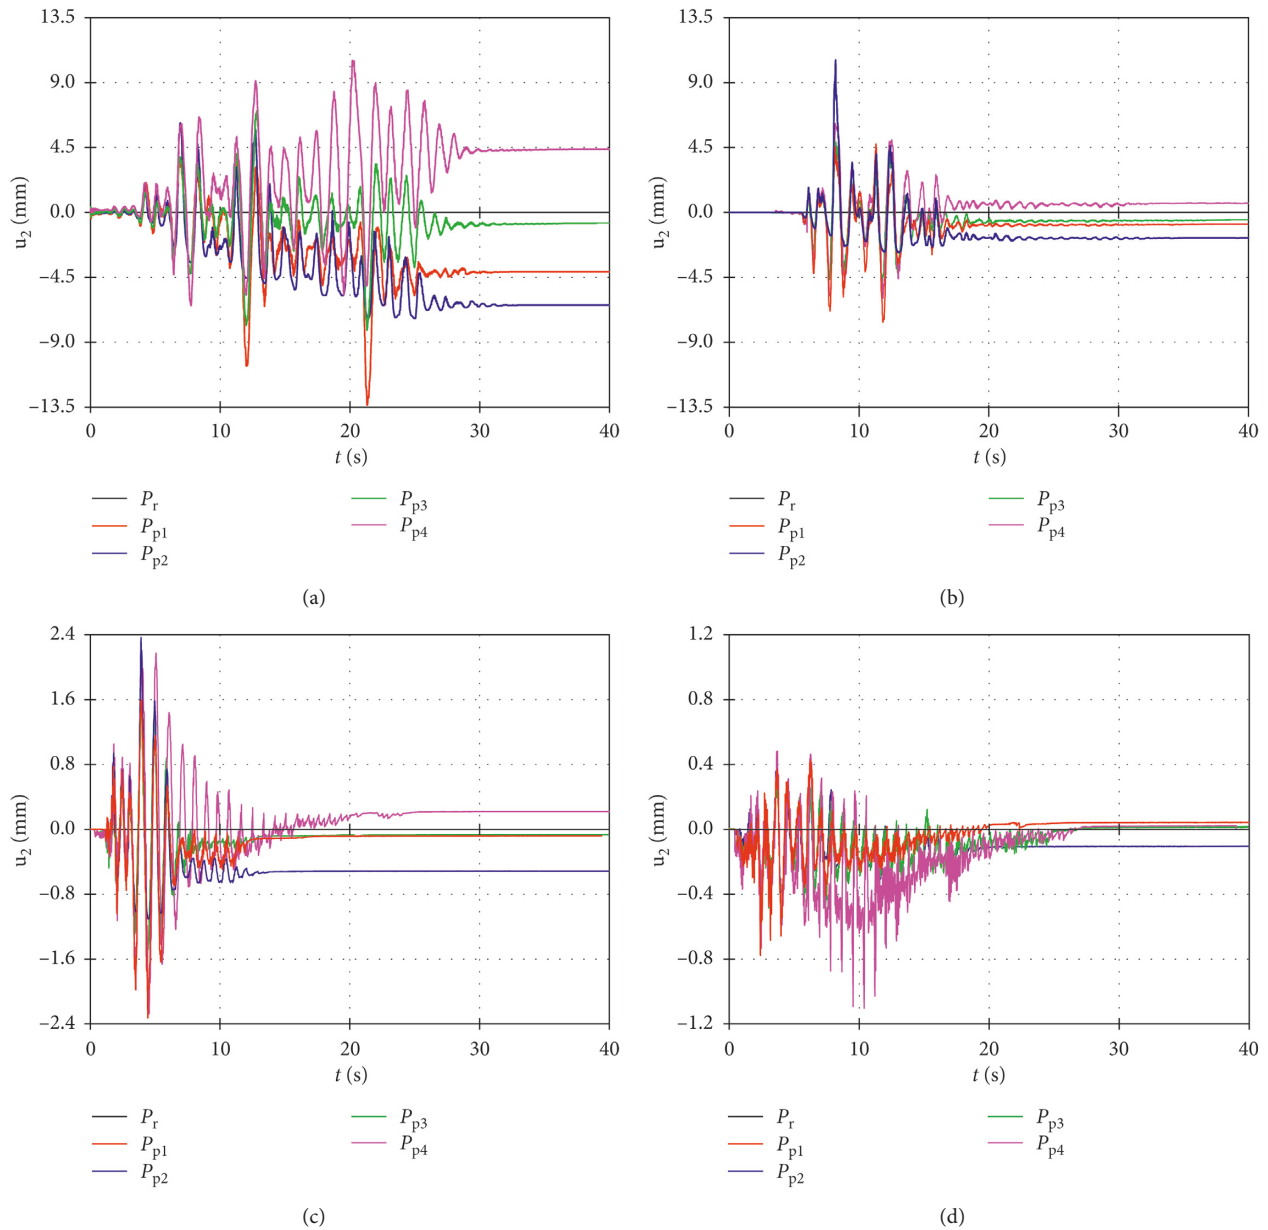 13.5
9.0
4.5
0.0
–4.5
–9.0
–13.5
u2 (mm)
0 10 20 30 40
t (s)
Pr
Pp1
Pp2
Pp3
Pp4
(a)
13.5
9.0
4.5
0.0
–4.5
–9.0
–13.5
u2 (mm)
0 10 20 30 40
t (s)
Pr
Pp1
Pp2
Pp3
Pp4
(b)
2.4
1.6
0.8
0.0
–0.8
–1.6
–2.4
u2 (mm)
0 10 20 30 40
t (s)
Pr
Pp1
Pp2
Pp3
Pp4
(c)
1.2
0.8
0.4
0.0
–0.4
–0.8
–1.2
u2 (mm)
0 10 20 30 40
t (s)
Pr
Pp1
Pp2
Pp3
Pp4
(d)